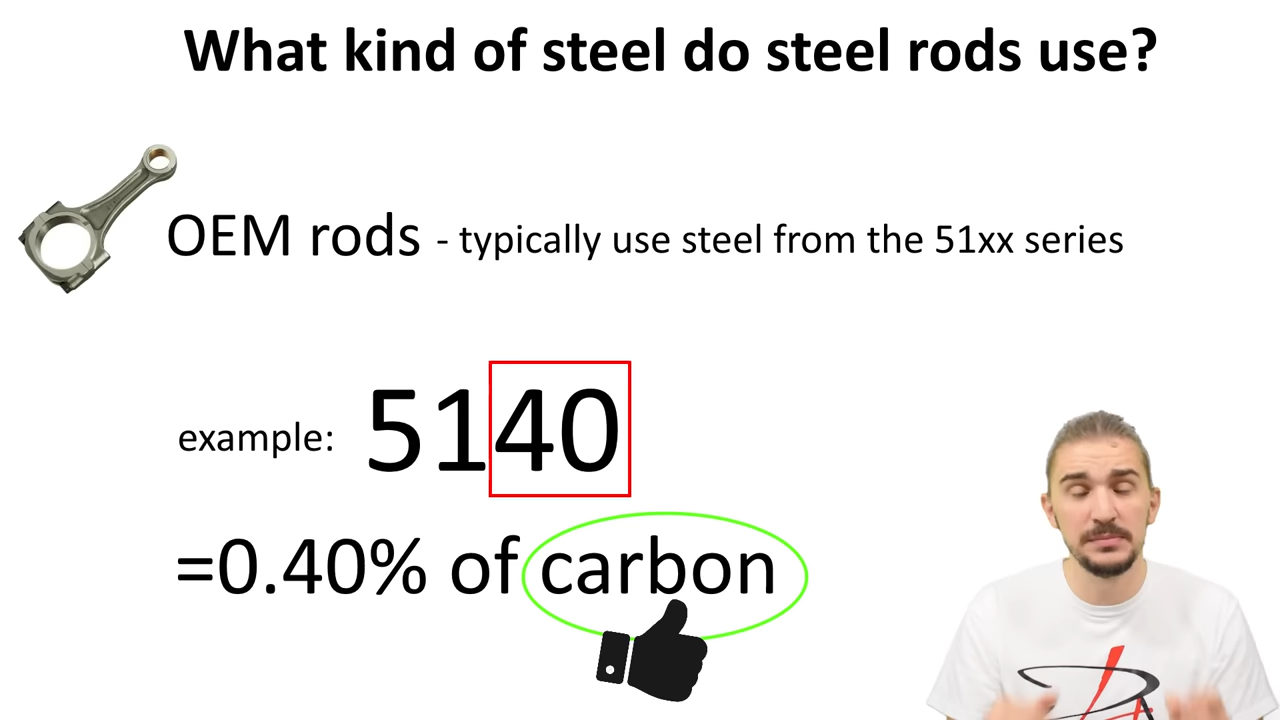 What kind of steel do steel rods use?
OEM rods - typically use steel from the 51xx series
example: 5140
=0.40% of carbon